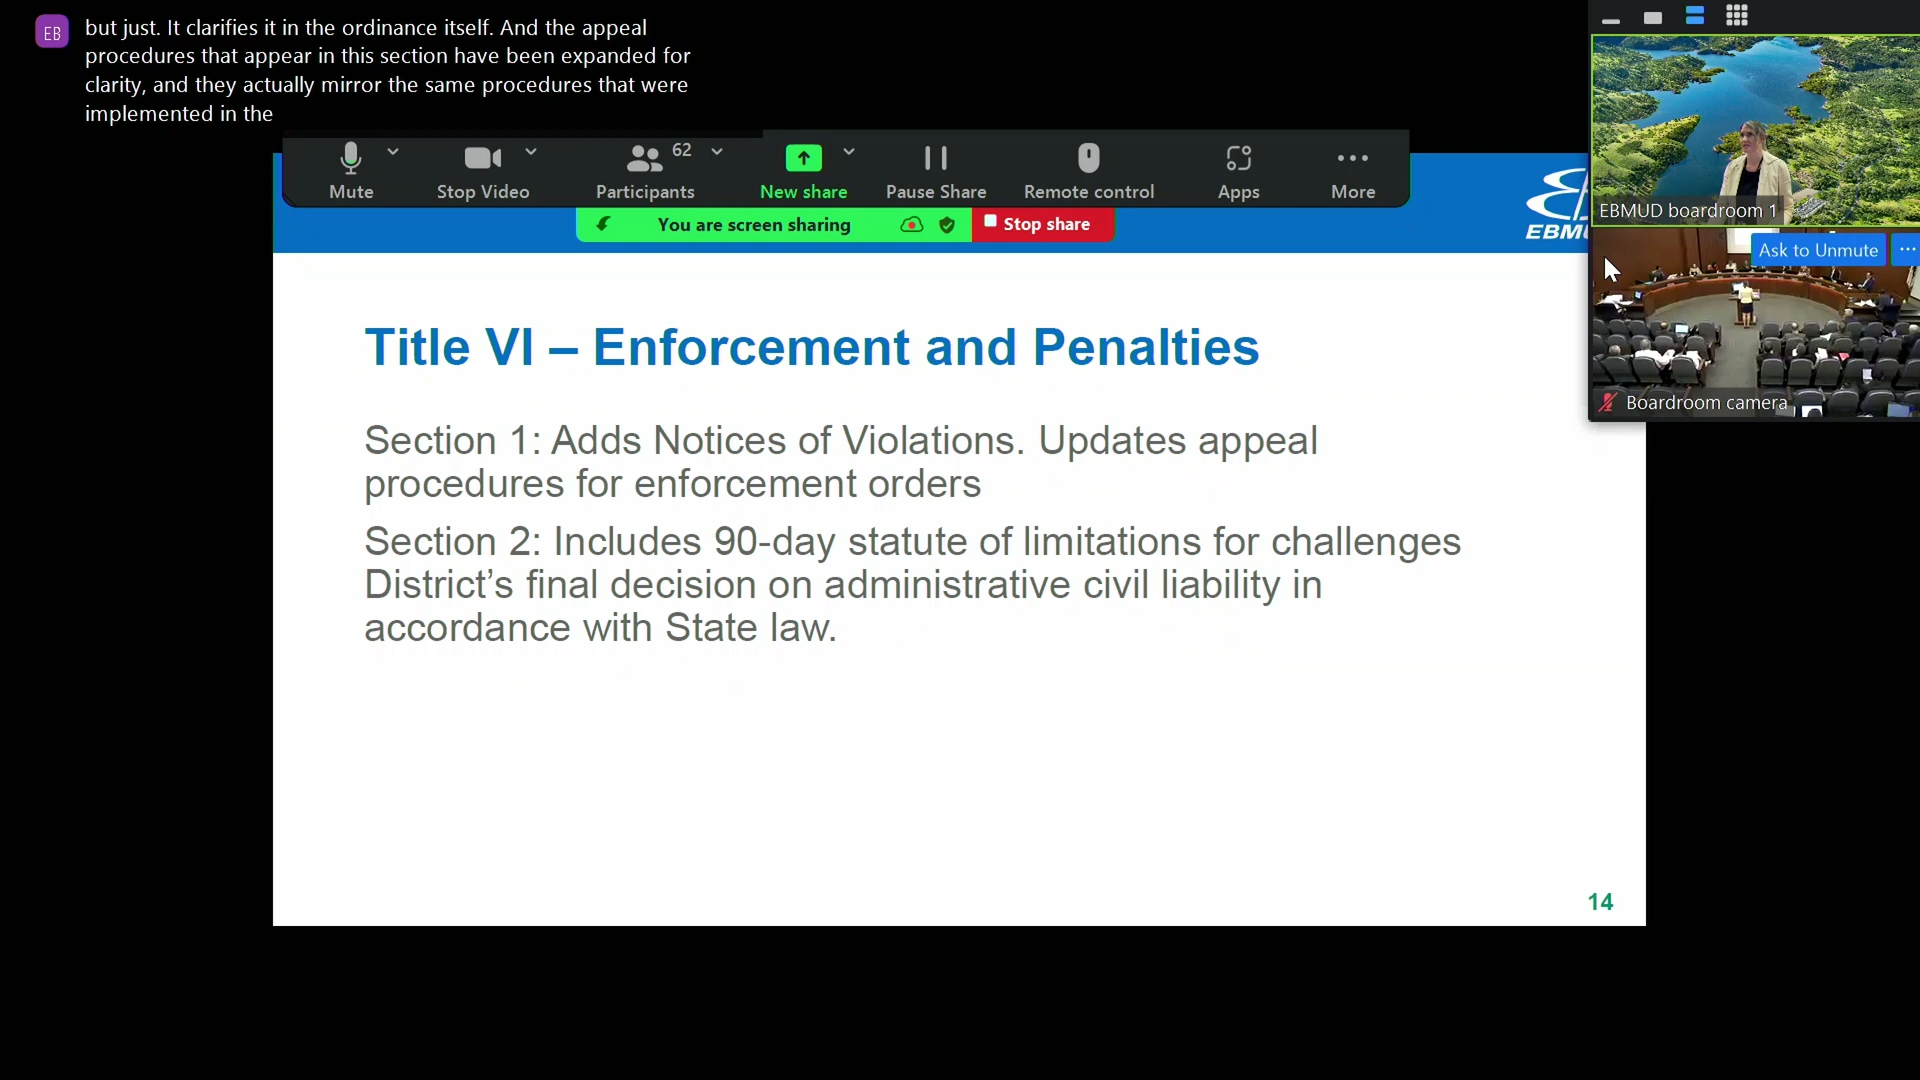 EB
but just. It clarifies it in the ordinance itself. And the appeal
procedures that appear in this section have been expanded for
clarity, and they actually mirror the same procedures that were
implemented in the
Mute
Stop Video
Participants 62
New share
Pause Share
Remote control
Apps
More
You are screen sharing
Stop share
EBMU
EBMUD boardroom 1
Ask to Unmute
Boardroom camera
Title VI – Enforcement and Penalties
Section 1: Adds Notices of Violations. Updates appeal
procedures for enforcement orders
Section 2: Includes 90-day statute of limitations for challenges
District’s final decision on administrative civil liability in
accordance with State law.
14